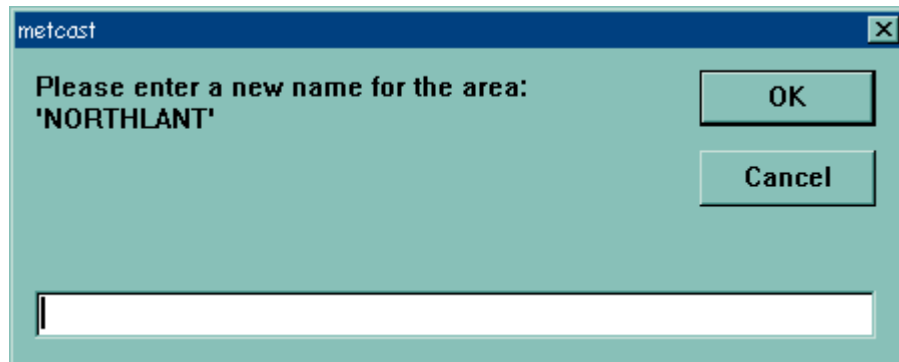 metcast
Please enter a new name for the area:
'NORTHLANT'
OK
Cancel